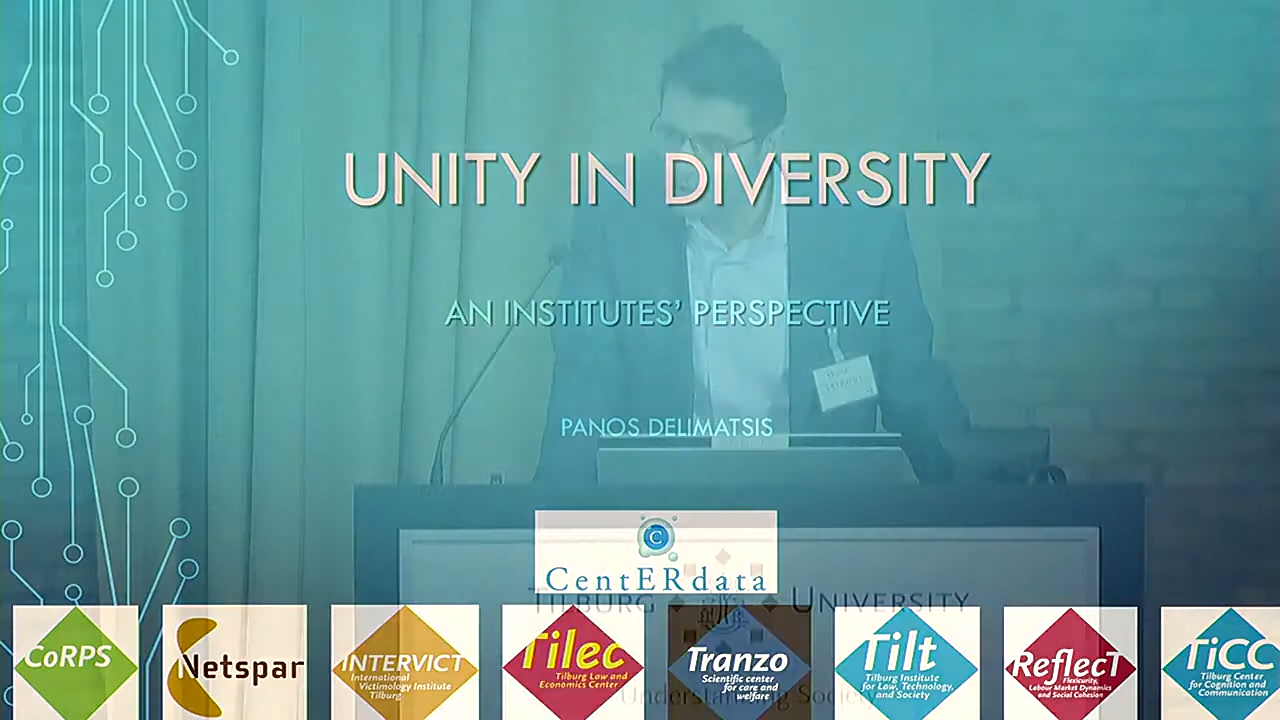 UNITY IN DIVERSITY
AN INSTITUTES' PERSPECTIVE
PANOS DELIMATSIS
C
CentERdata
TILBURG UNIVERSITY
CoRPS
Netspar
INTERVICT
International
Victimology Institute
Tilburg
Tilec
Tilburg Law and
Economics Center
Tranzo
Scientific center
for care and
welfare
Tilt
Tilburg Institute
for Law, Technology,
and Society
ReflecT
Flexicurity,
Labour Market Dynamics
and Social Cohesion
TiCC
Tilburg Center
for Cognition and
Communication
Understanding Society